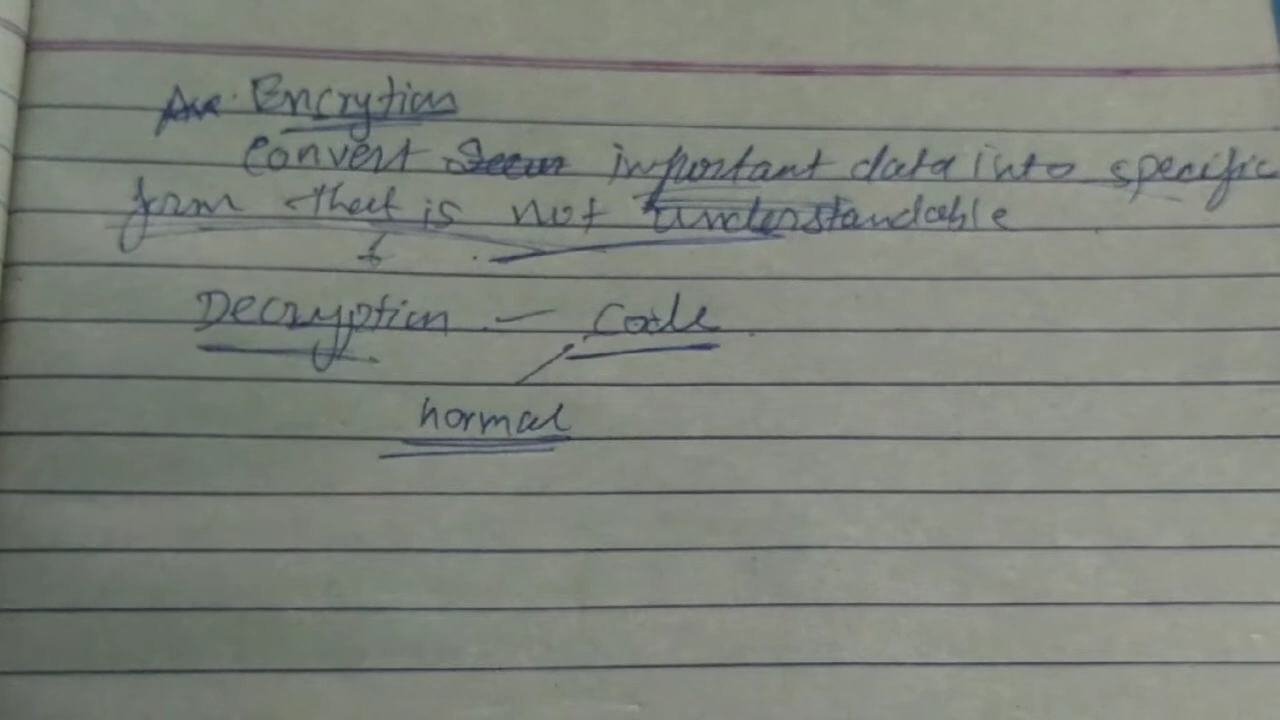 Encrytion
Convert important data into specific
form that is not understandable
Decryption - Code
normal